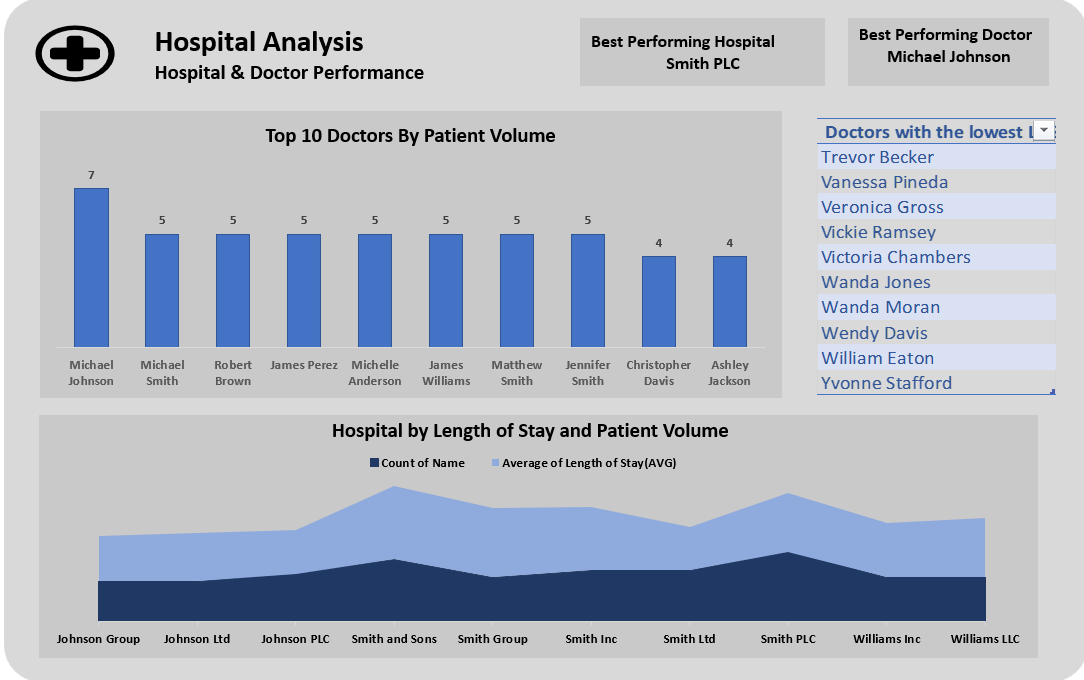 Hospital Analysis
Hospital & Doctor Performance
Best Performing Hospital
Smith PLC
Best Performing Doctor
Michael Johnson
Top 10 Doctors By Patient Volume
7
5
5
5
5
5
5
5
4
4
Michael Johnson
Michael Smith
Robert Brown
James Perez
Michelle Anderson
James Williams
Matthew Smith
Jennifer Smith
Christopher Davis
Ashley Jackson
Doctors with the lowest
Trevor Becker
Vanessa Pineda
Veronica Gross
Vickie Ramsey
Victoria Chambers
Wanda Jones
Wanda Moran
Wendy Davis
William Eaton
Yvonne Stafford
Hospital by Length of Stay and Patient Volume
Count of Name
Average of Length of Stay(AVG)
Johnson Group
Johnson Ltd
Johnson PLC
Smith and Sons
Smith Group
Smith Inc
Smith Ltd
Smith PLC
Williams Inc
Williams LLC